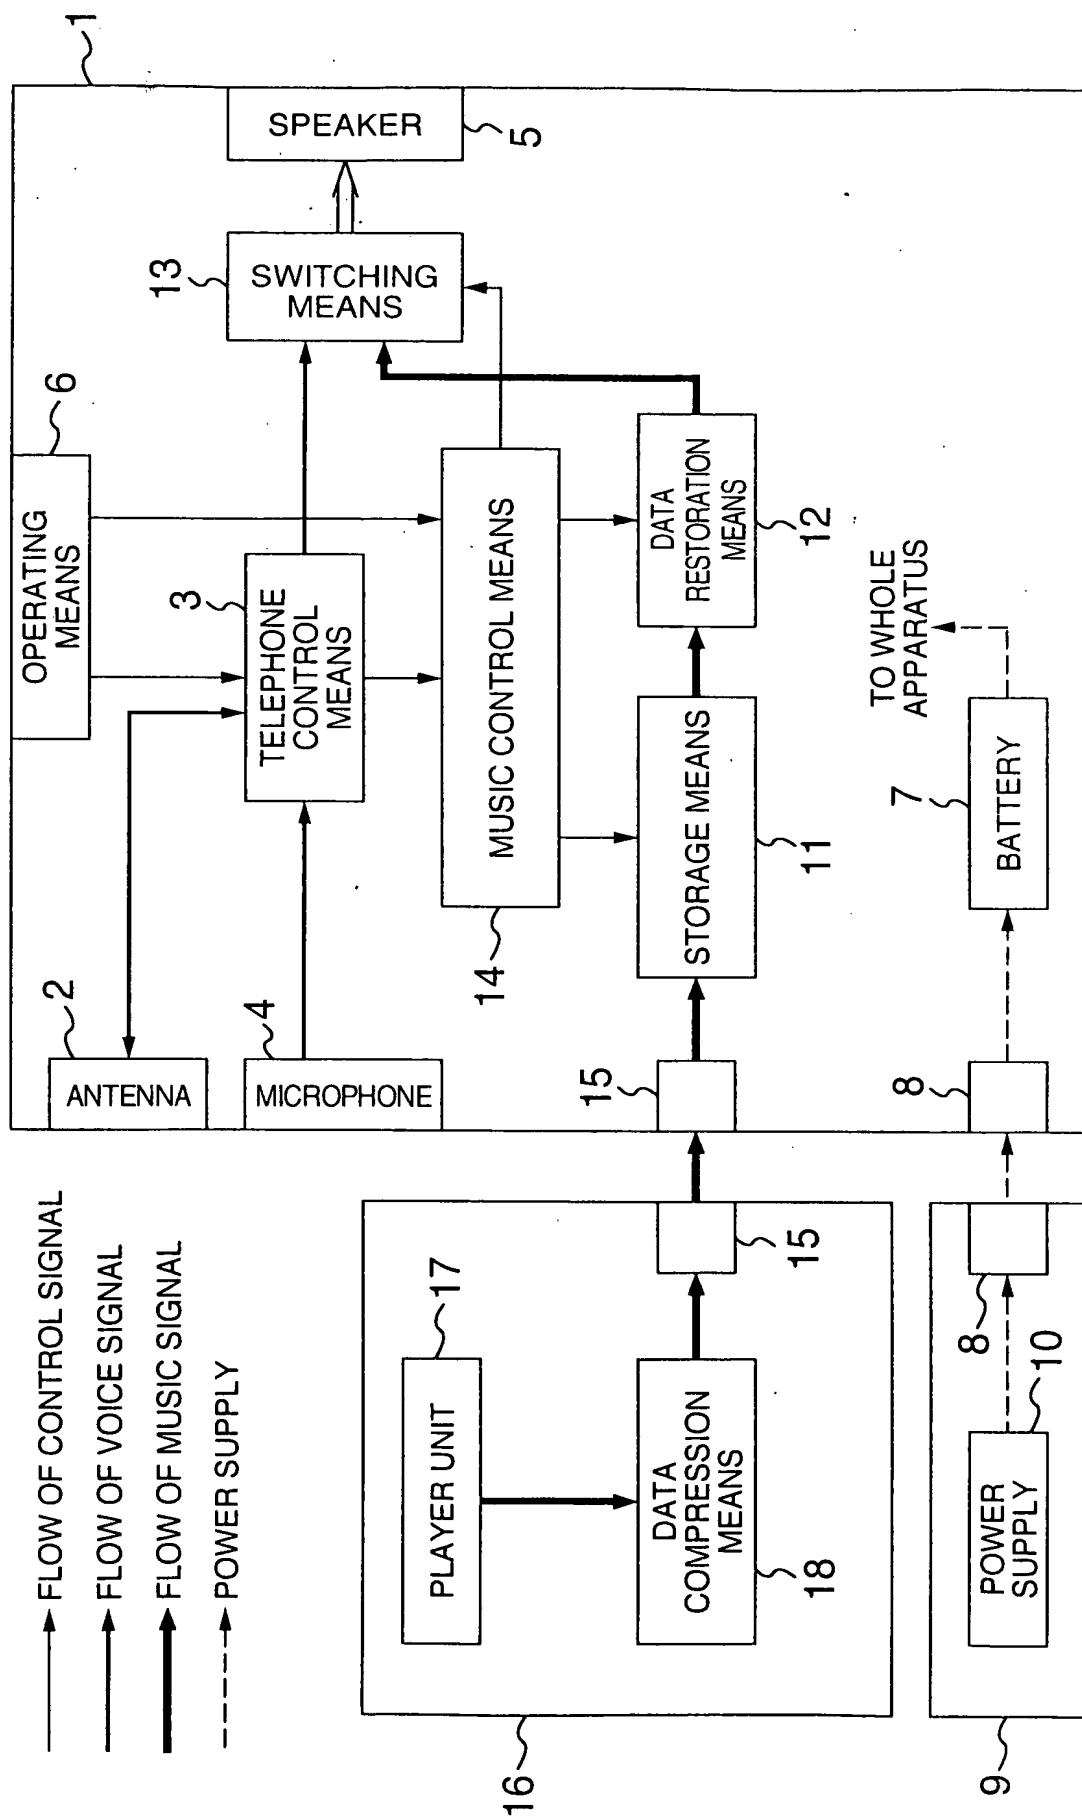 FLOW OF CONTROL SIGNAL
FLOW OF VOICE SIGNAL
FLOW OF MUSIC SIGNAL
POWER SUPPLY
1
2
ANTENNA
OPERATING
MEANS
6
4
MICROPHONE
3
TELEPHONE
CONTROL
MEANS
13
SWITCHING
MEANS
SPEAKER
5
14
MUSIC CONTROL MEANS
16
PLAYER UNIT
17
DATA
COMPRESSION
MEANS
18
15
15
STORAGE MEANS
11
DATA
RESTORATION
MEANS
12
9
POWER
SUPPLY
10
8
8
7
BATTERY
TO WHOLE
APPARATUS